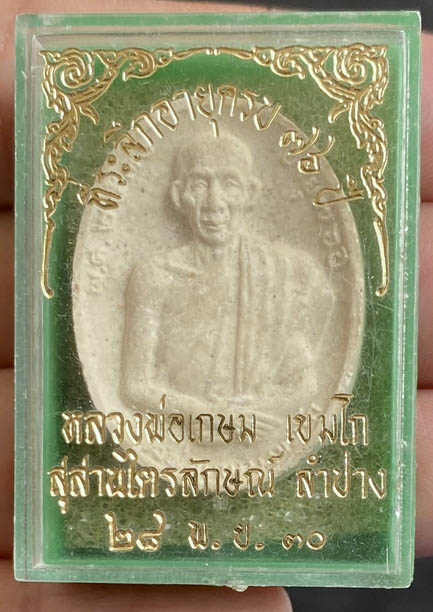 ที่ระลึกอายุครบ ๗๖ ปี
หลวงพ่อเกษม เขมโก
สุสานไตรลักษณ์ ลำปาง
๒๘ พ.ย. ๓๐